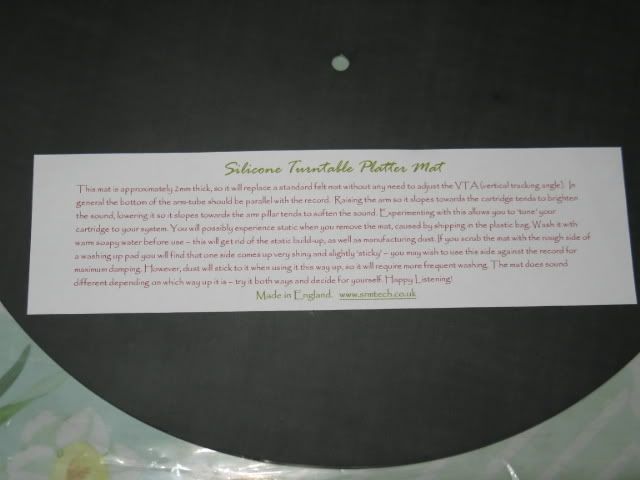 Silicone Turntable Platter Mat
This mat is approximately 2mm thick, so it will replace a standard felt mat without any need to adjust the VTA (vertical tracking angle). In
general the bottom of the arm-tube should be parallel with the record. Raising the arm so it slopes towards the cartridge tends to brighten
the sound, lowering it so it slopes towards the arm pillar tends to soften the sound. Experimenting with this allows you to 'tune' your
cartridge to your system. You will possibly experience static when you remove the mat, caused by shipping in the plastic bag. Wash it with
warm soapy water before use – this will get rid of the static build-up, as well as manufacturing dust. If you scrub the mat with the rough side of
a washing up pad you will find that one side comes up very shiny and slightly 'sticky' – you may wish to use this side against the record for
maximum damping. However, dust will stick to it when using it this way up, so it will require more frequent washing. The mat does sound
different depending on which way up it is – try it both ways and decide for yourself. Happy Listening!
Made in England. www.srmtech.co.uk